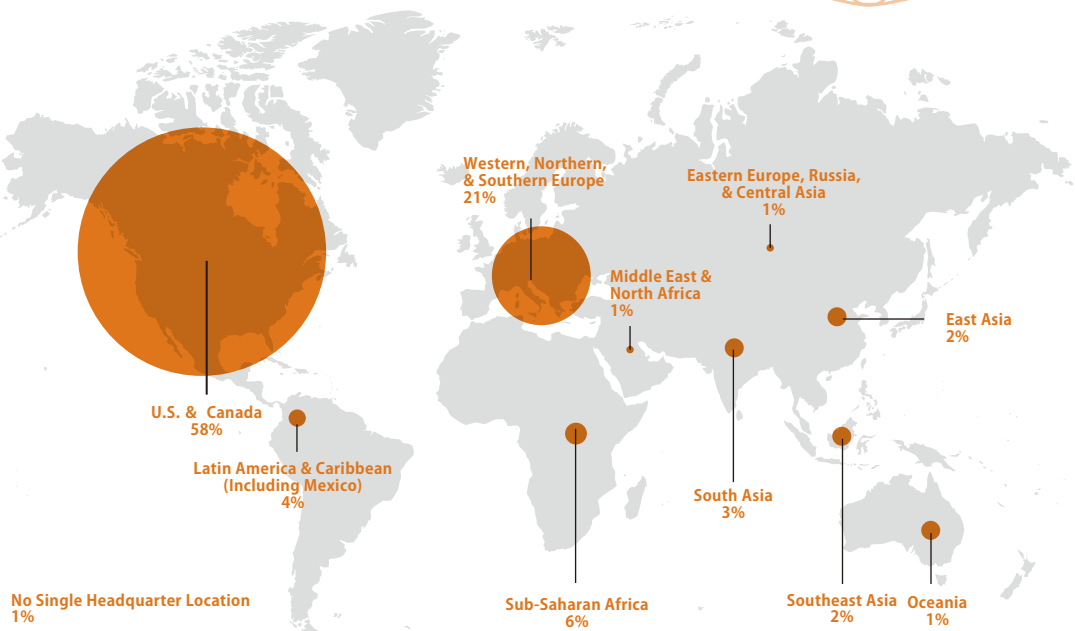 Western, Northern,
& Southern Europe
21%
Eastern Europe, Russia,
& Central Asia
1%
Middle East &
North Africa
1%
East Asia
2%
U.S. & Canada
58%
Latin America & Caribbean
(Including Mexico)
4%
South Asia
3%
No Single Headquarter Location
1%
Sub-Saharan Africa
6%
Southeast Asia
2%
Oceania
1%